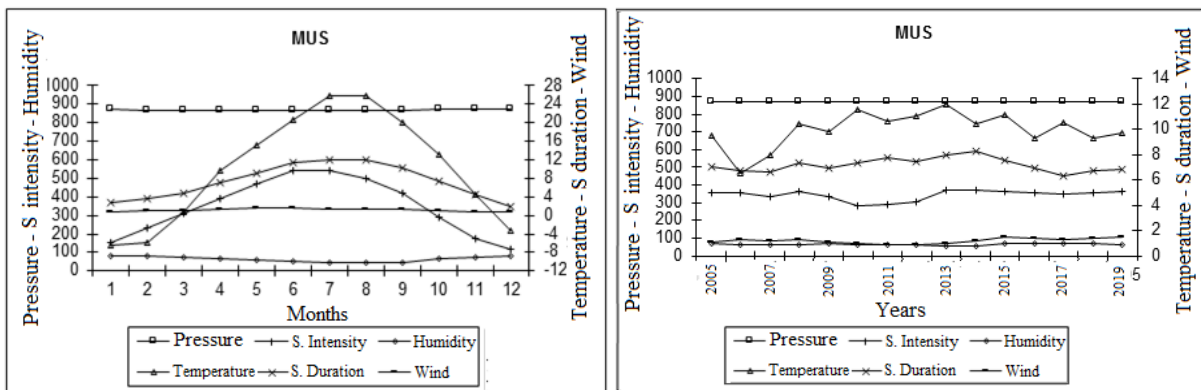 MUS
Pressure - S intensity - Humidity
1000
900
800
700
600
500
400
300
200
100
0
28
24
20
16
12
8
4
0
-4
-8
-12
Temperature - S duration - Wind
1 2 3 4 5 6 7 8 9 10 11 12
Months
Pressure S. Intensity Humidity
Temperature S. Duration Wind
MUS
Pressure - S intensity - Humidity
1000
900
800
700
600
500
400
300
200
100
0
14
12
10
8
6
4
2
0
Temperature - S duration - Wind
2005 2007 2009 2011 2013 2015 2017 2019 5
Years
Pressure S. Intensity Humidity
Temperature S. Duration Wind